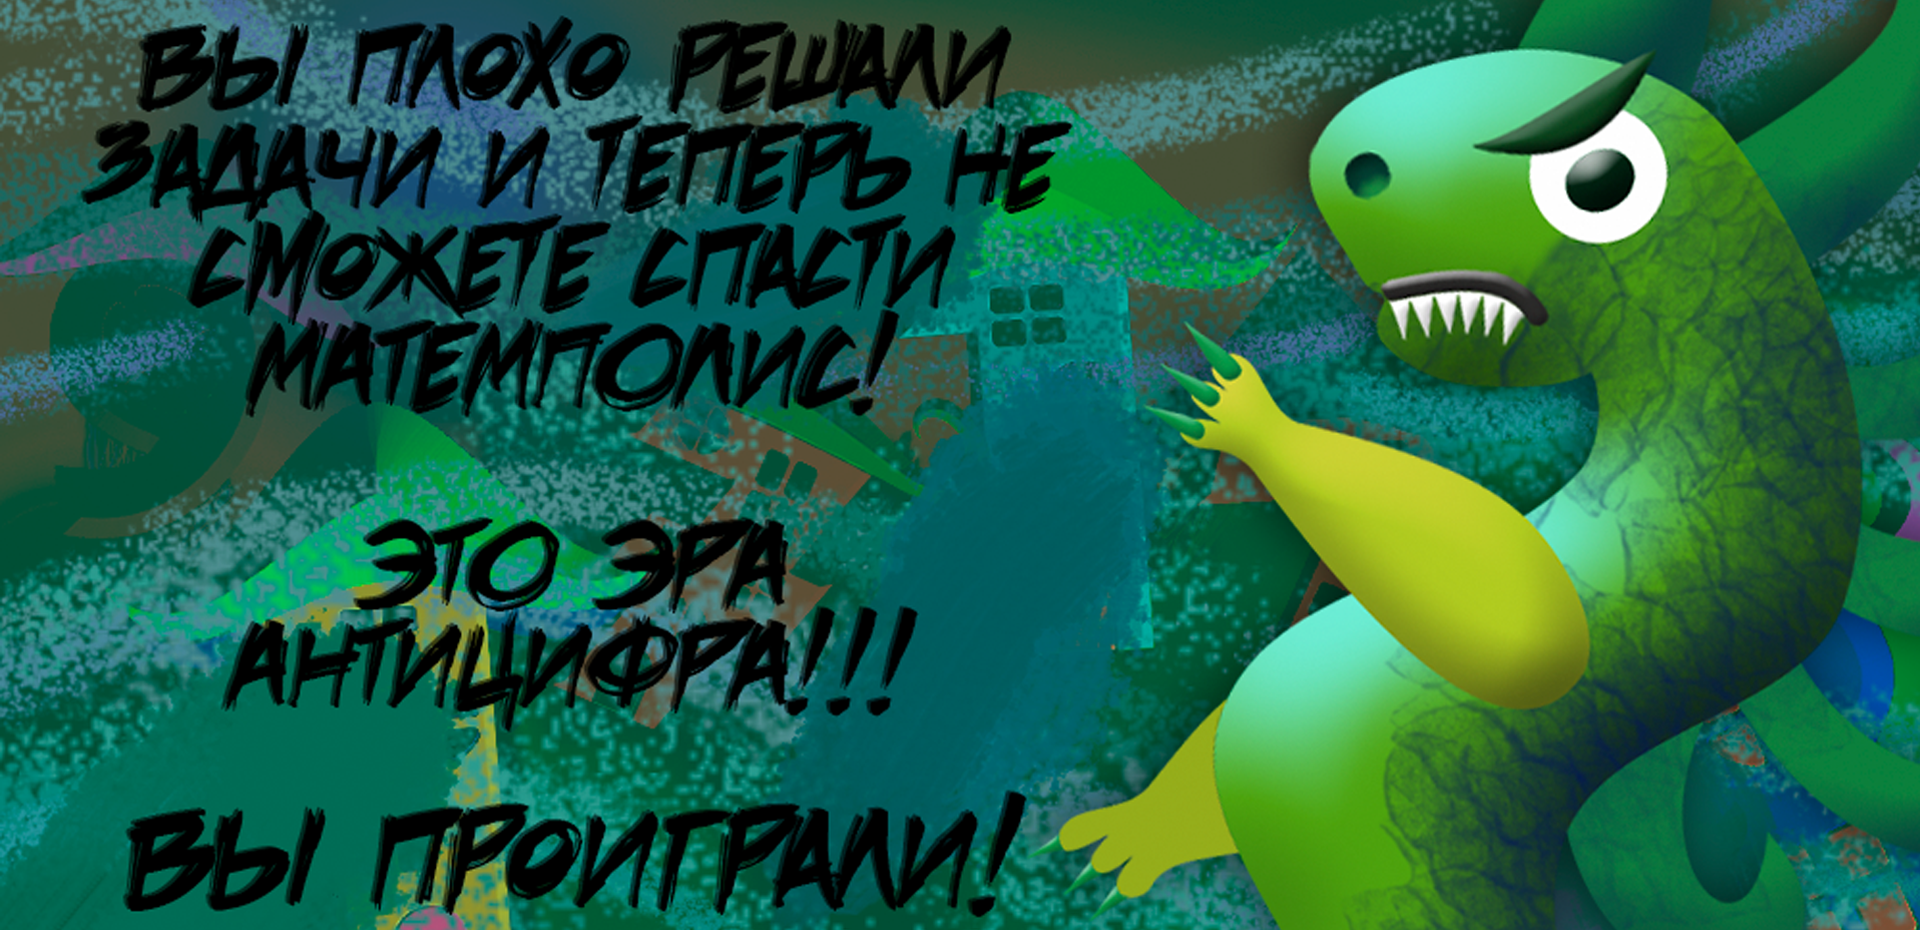 ВЫ ПЛОХО РЕШАЛИ
ЗАДАЧИ И ТЕПЕРЬ НЕ
СМОЖЕТЕ СПАСТИ
МАТЕМПОЛИС!
ЭТО ЭРА
АНТИЦИФРА!!!
ВЫ ПРОИГРАЛИ!